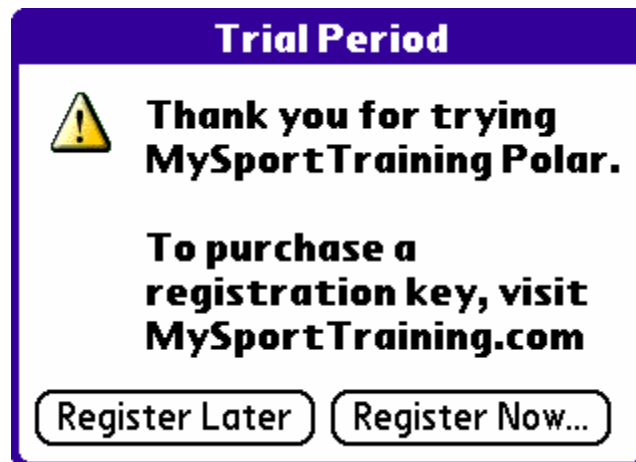 Trial Period
Thank you for trying
MySportTraining Polar.
To purchase a
registration key, visit
MySportTraining.com
Register Later Register Now...